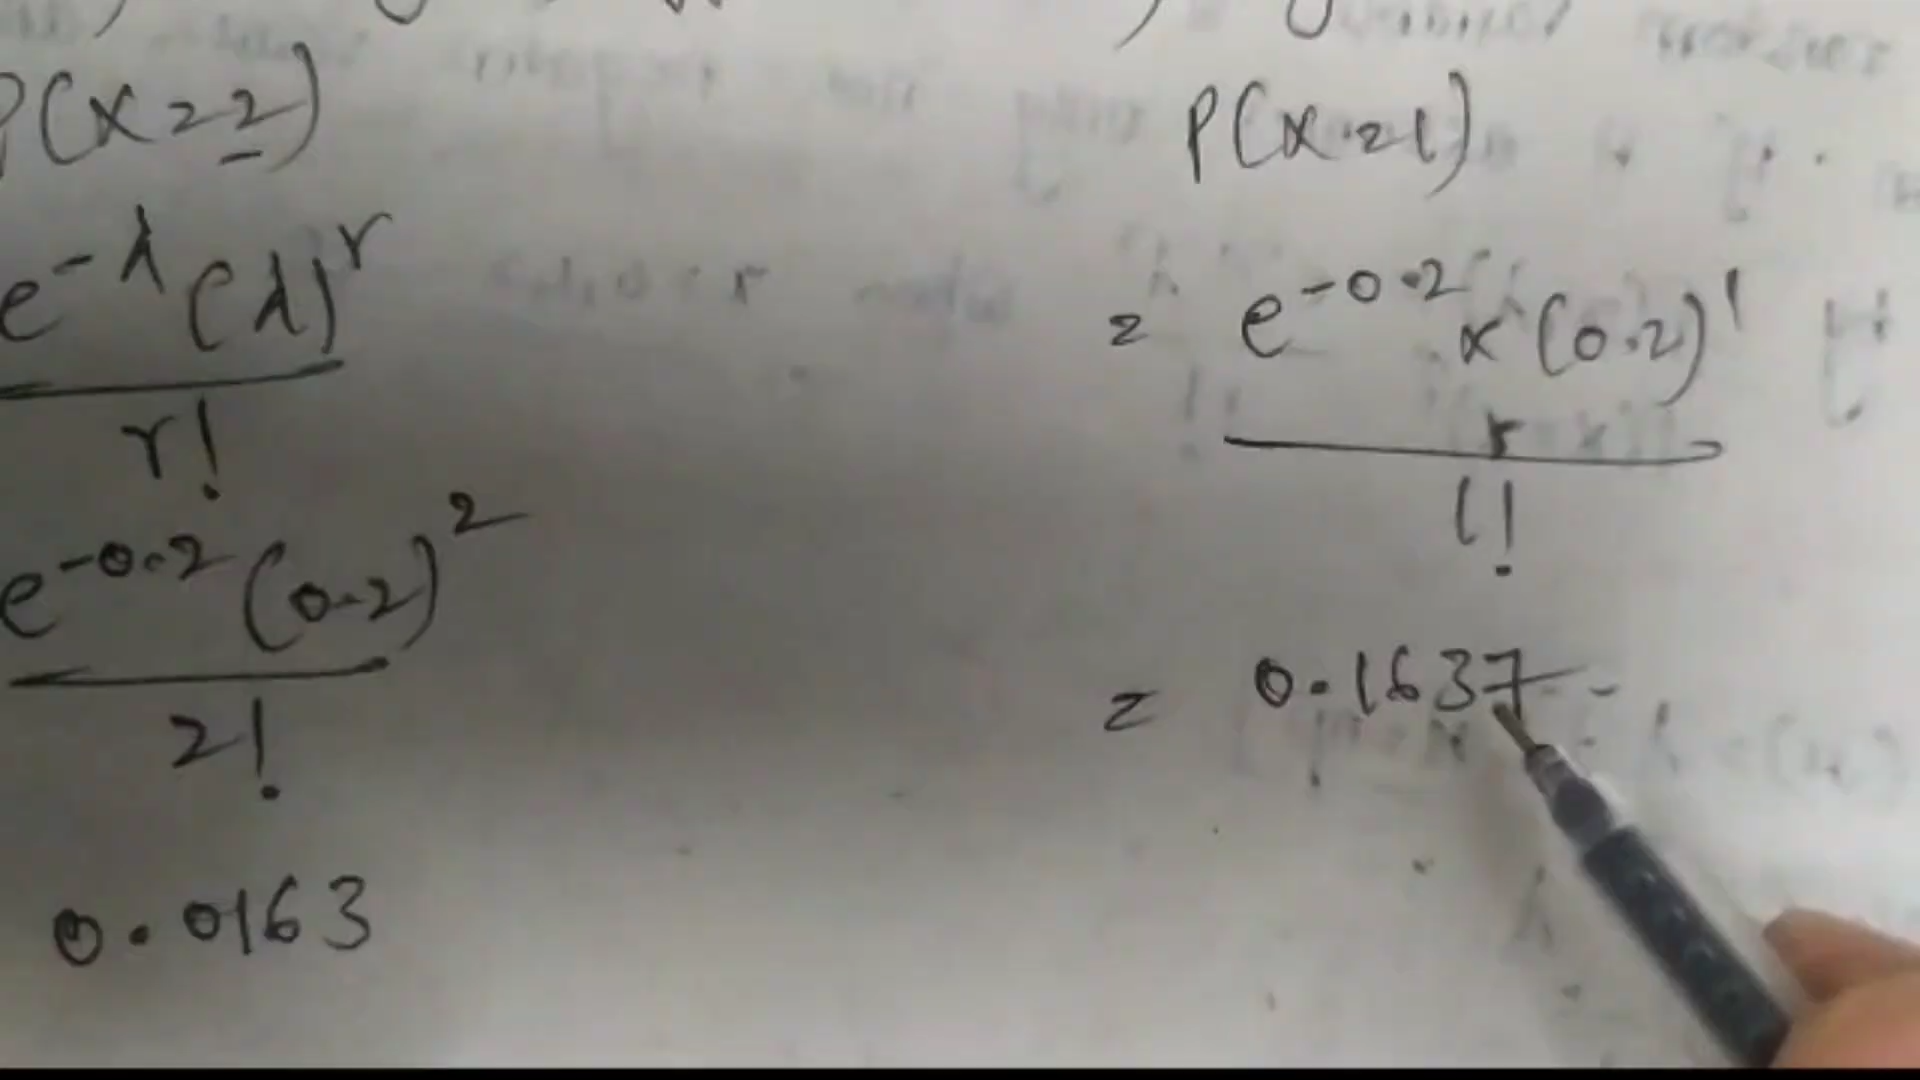 P(x=2)
e^-λ (λ)^r
r!
e^-0.2 (0.2)^2
2!
0.0163
P(x=1)
= e^-0.2 x (0.2)^1
1!
= 0.1637